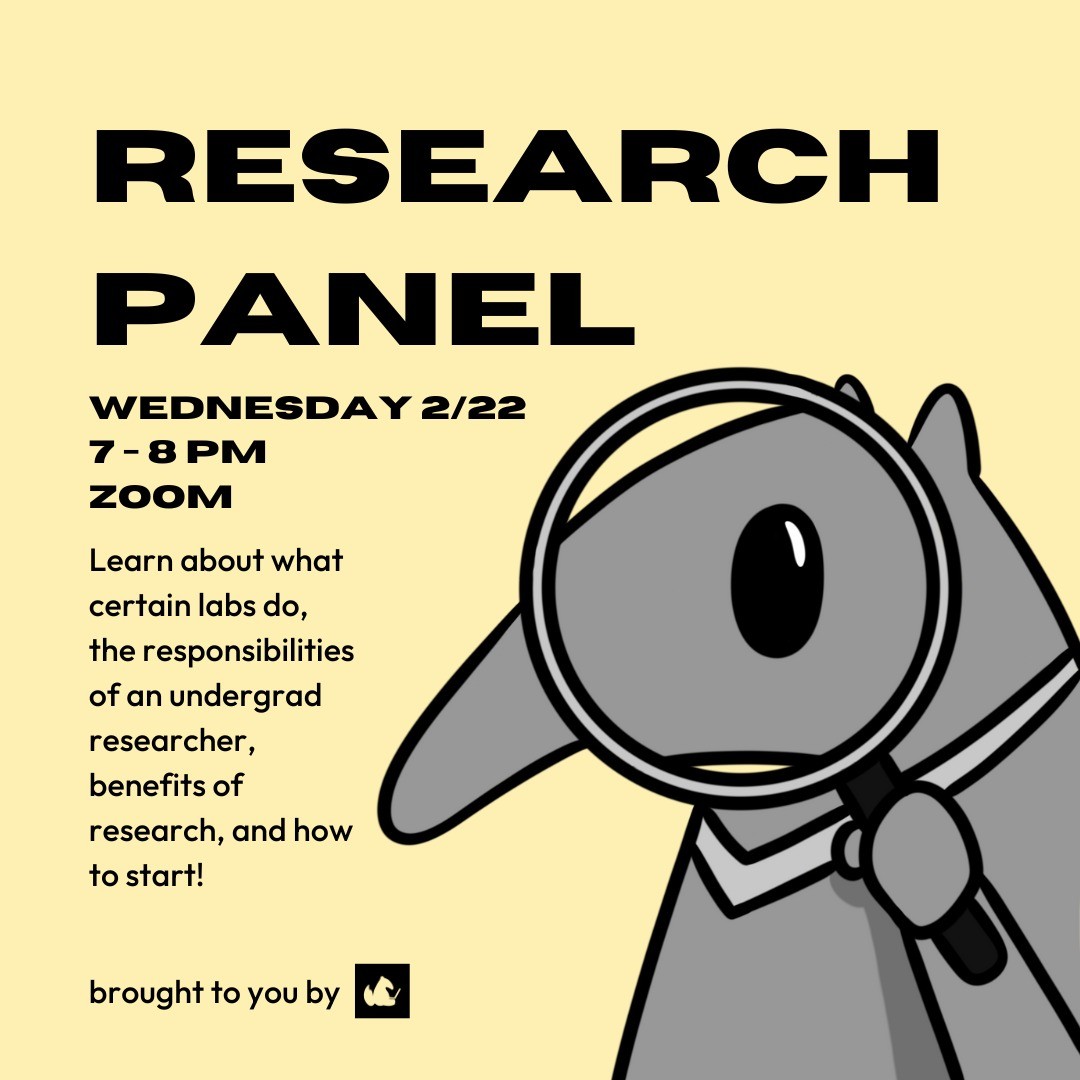 RESEARCH
PANEL
WEDNESDAY 2/22
7 - 8 PM
ZOOM
Learn about what
certain labs do,
the responsibilities
of an undergrad
researcher,
benefits of
research, and how
to start!
brought to you by